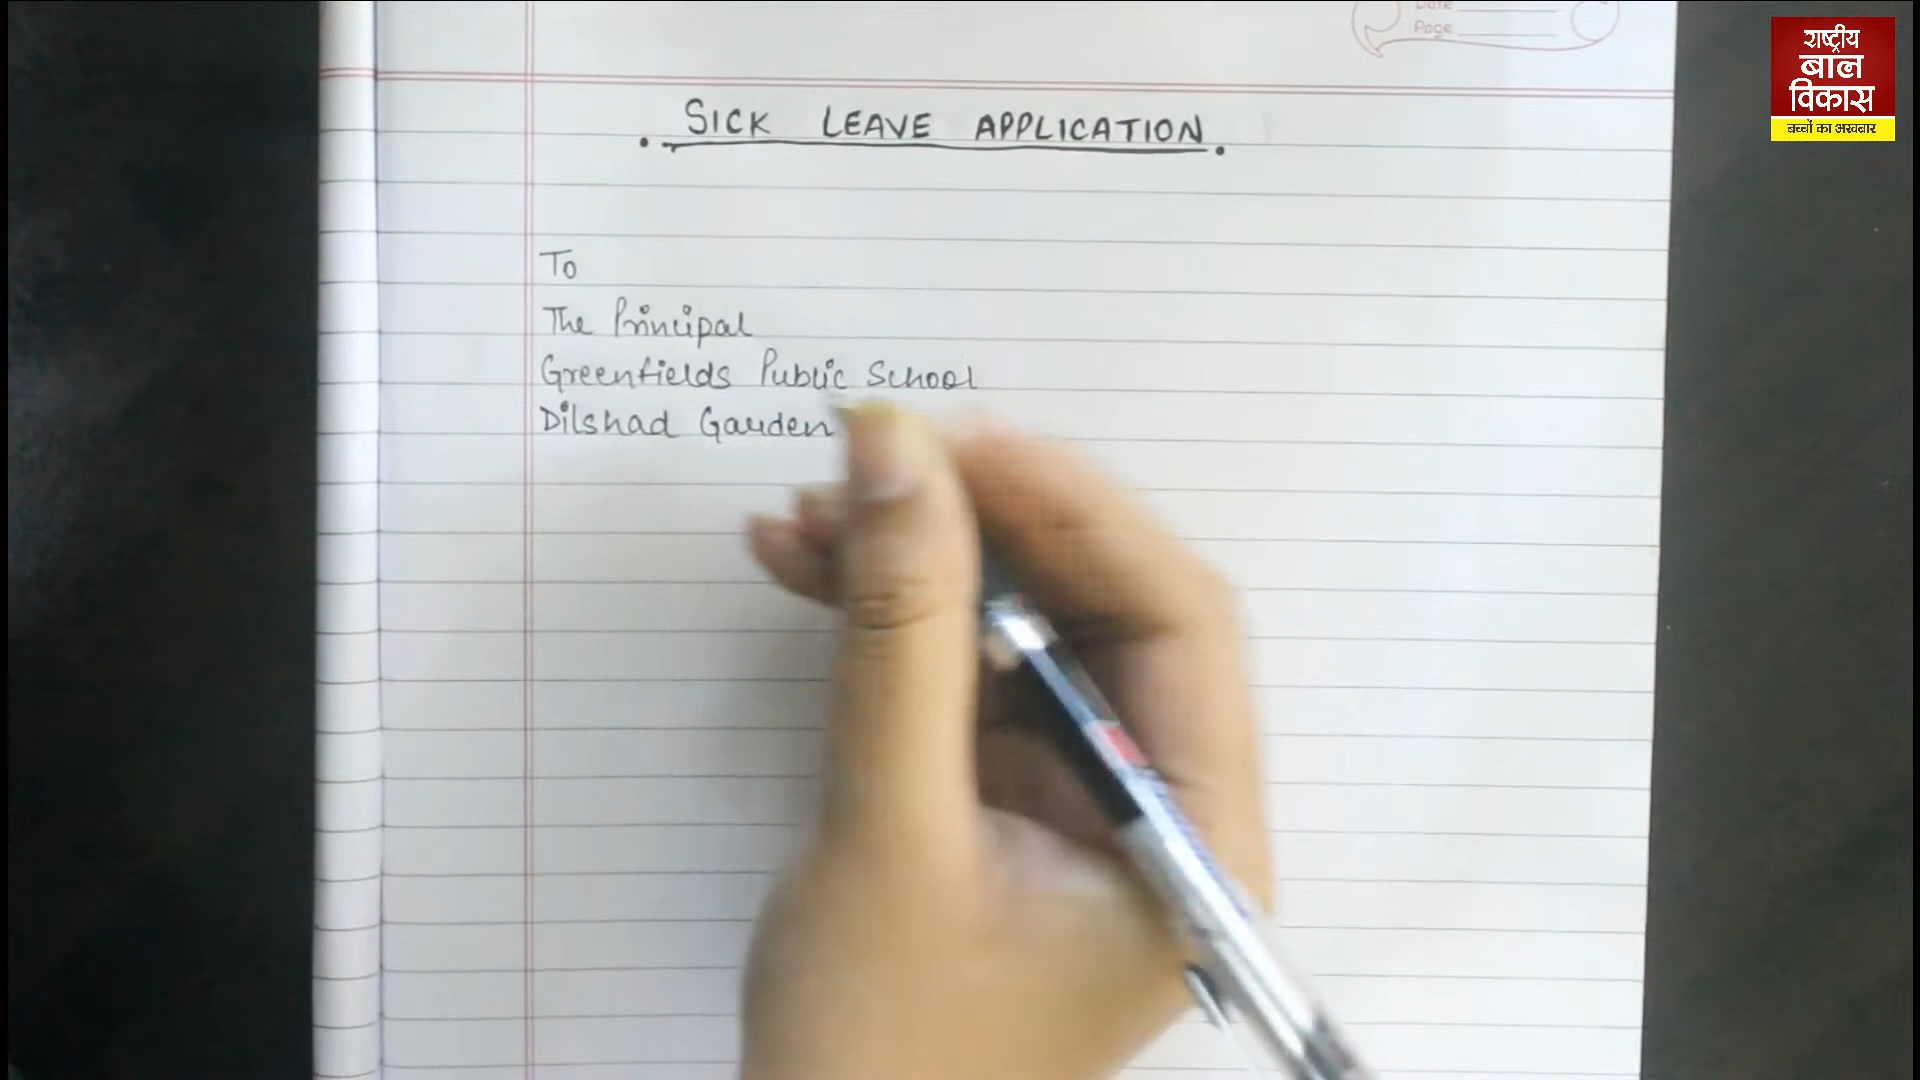 Date
Page
राष्ट्रीय
बाल
विकास
बच्चों का अखबार
SICK LEAVE APPLICATION
To
The Principal
Greenfields Public School
Dilshad Garden